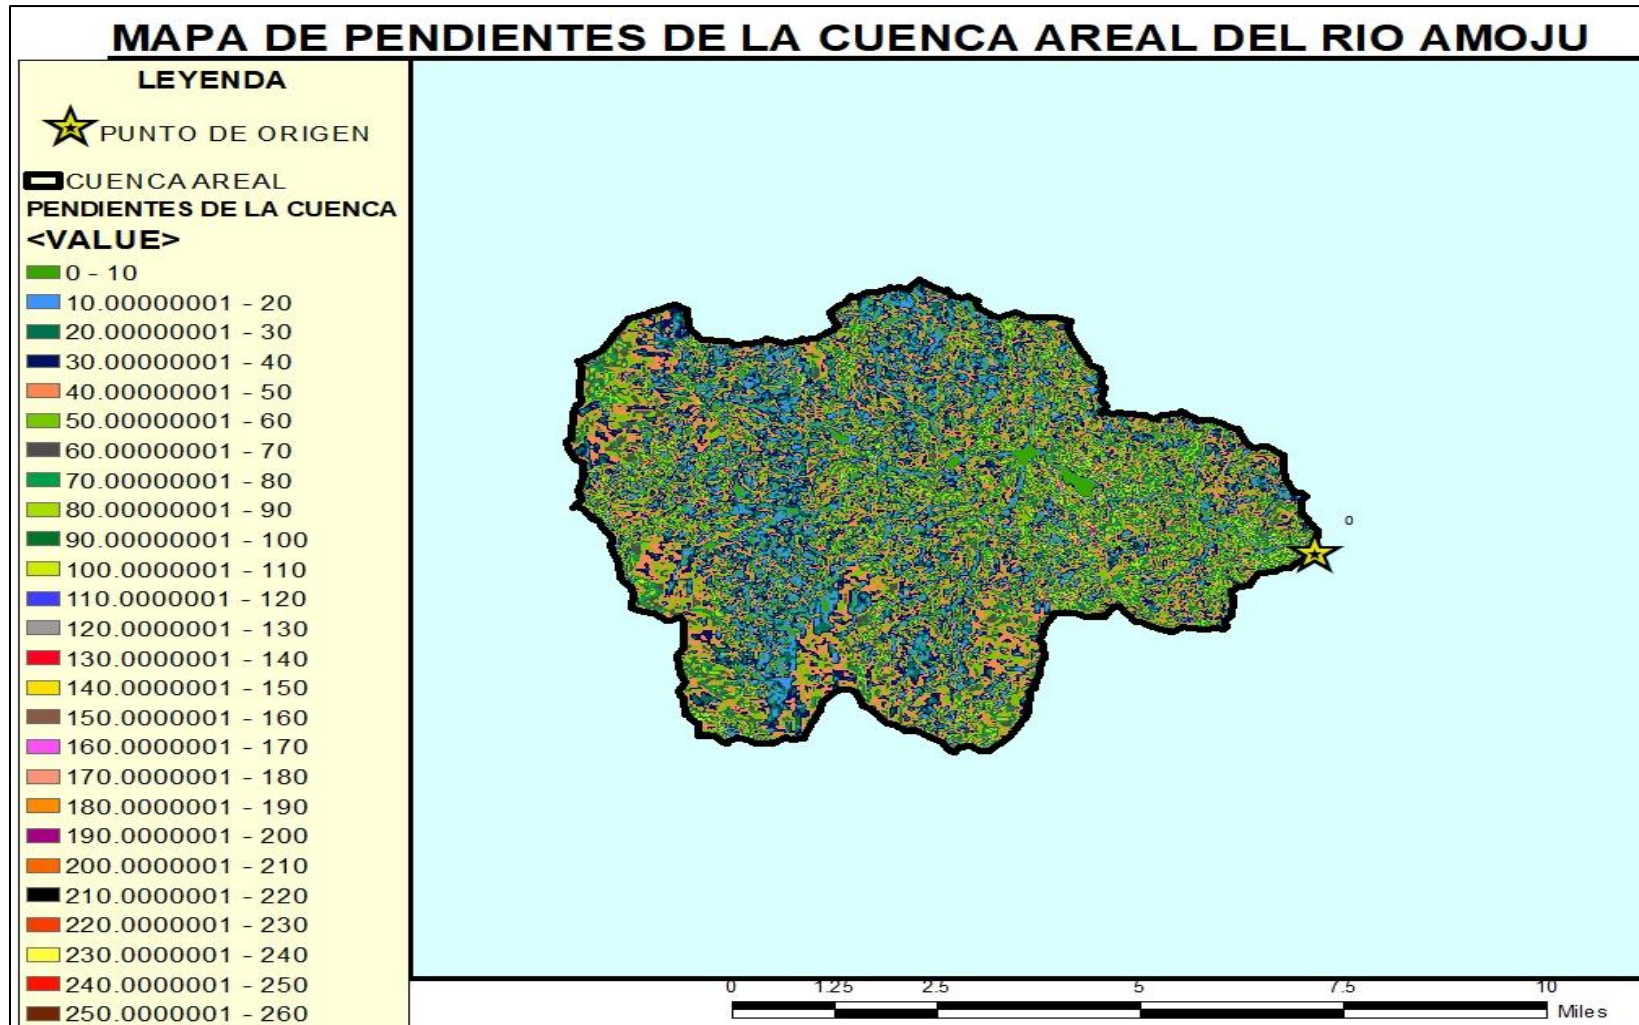 MAPA DE PENDIENTES DE LA CUENCA AREAL DEL RIO AMOJU
LEYENDA
PUNTO DE ORIGEN
CUENCA AREAL
PENDIENTES DE LA CUENCA
<VALUE>
0 - 10
10.00000001 - 20
20.00000001 - 30
30.00000001 - 40
40.00000001 - 50
50.00000001 - 60
60.00000001 - 70
70.00000001 - 80
80.00000001 - 90
90.00000001 - 100
100.0000001 - 110
110.0000001 - 120
120.0000001 - 130
130.0000001 - 140
140.0000001 - 150
150.0000001 - 160
160.0000001 - 170
170.0000001 - 180
180.0000001 - 190
190.0000001 - 200
200.0000001 - 210
210.0000001 - 220
220.0000001 - 230
230.0000001 - 240
240.0000001 - 250
250.0000001 - 260
0
0 1.25 2.5 5 7.5 10
Miles